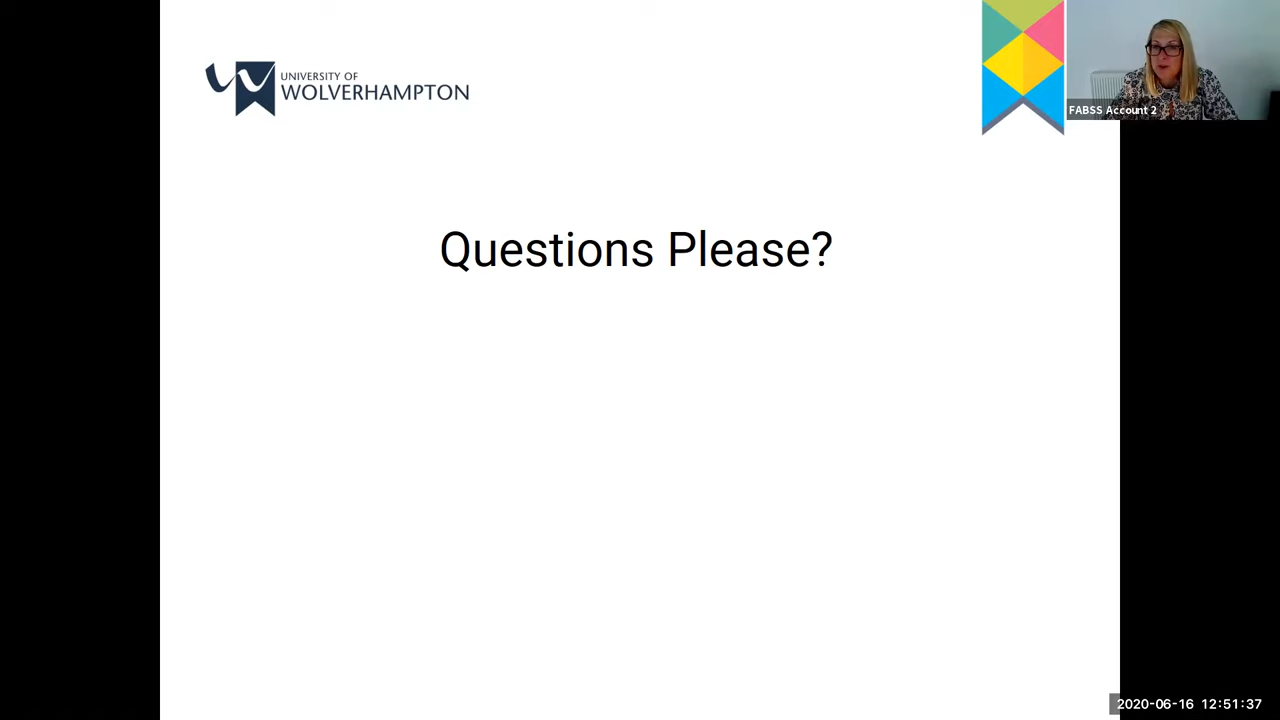 UNIVERSITY OF
WOLVERHAMPTON
FABSS Account 2
Questions Please?
2020-06-16 12:51:37